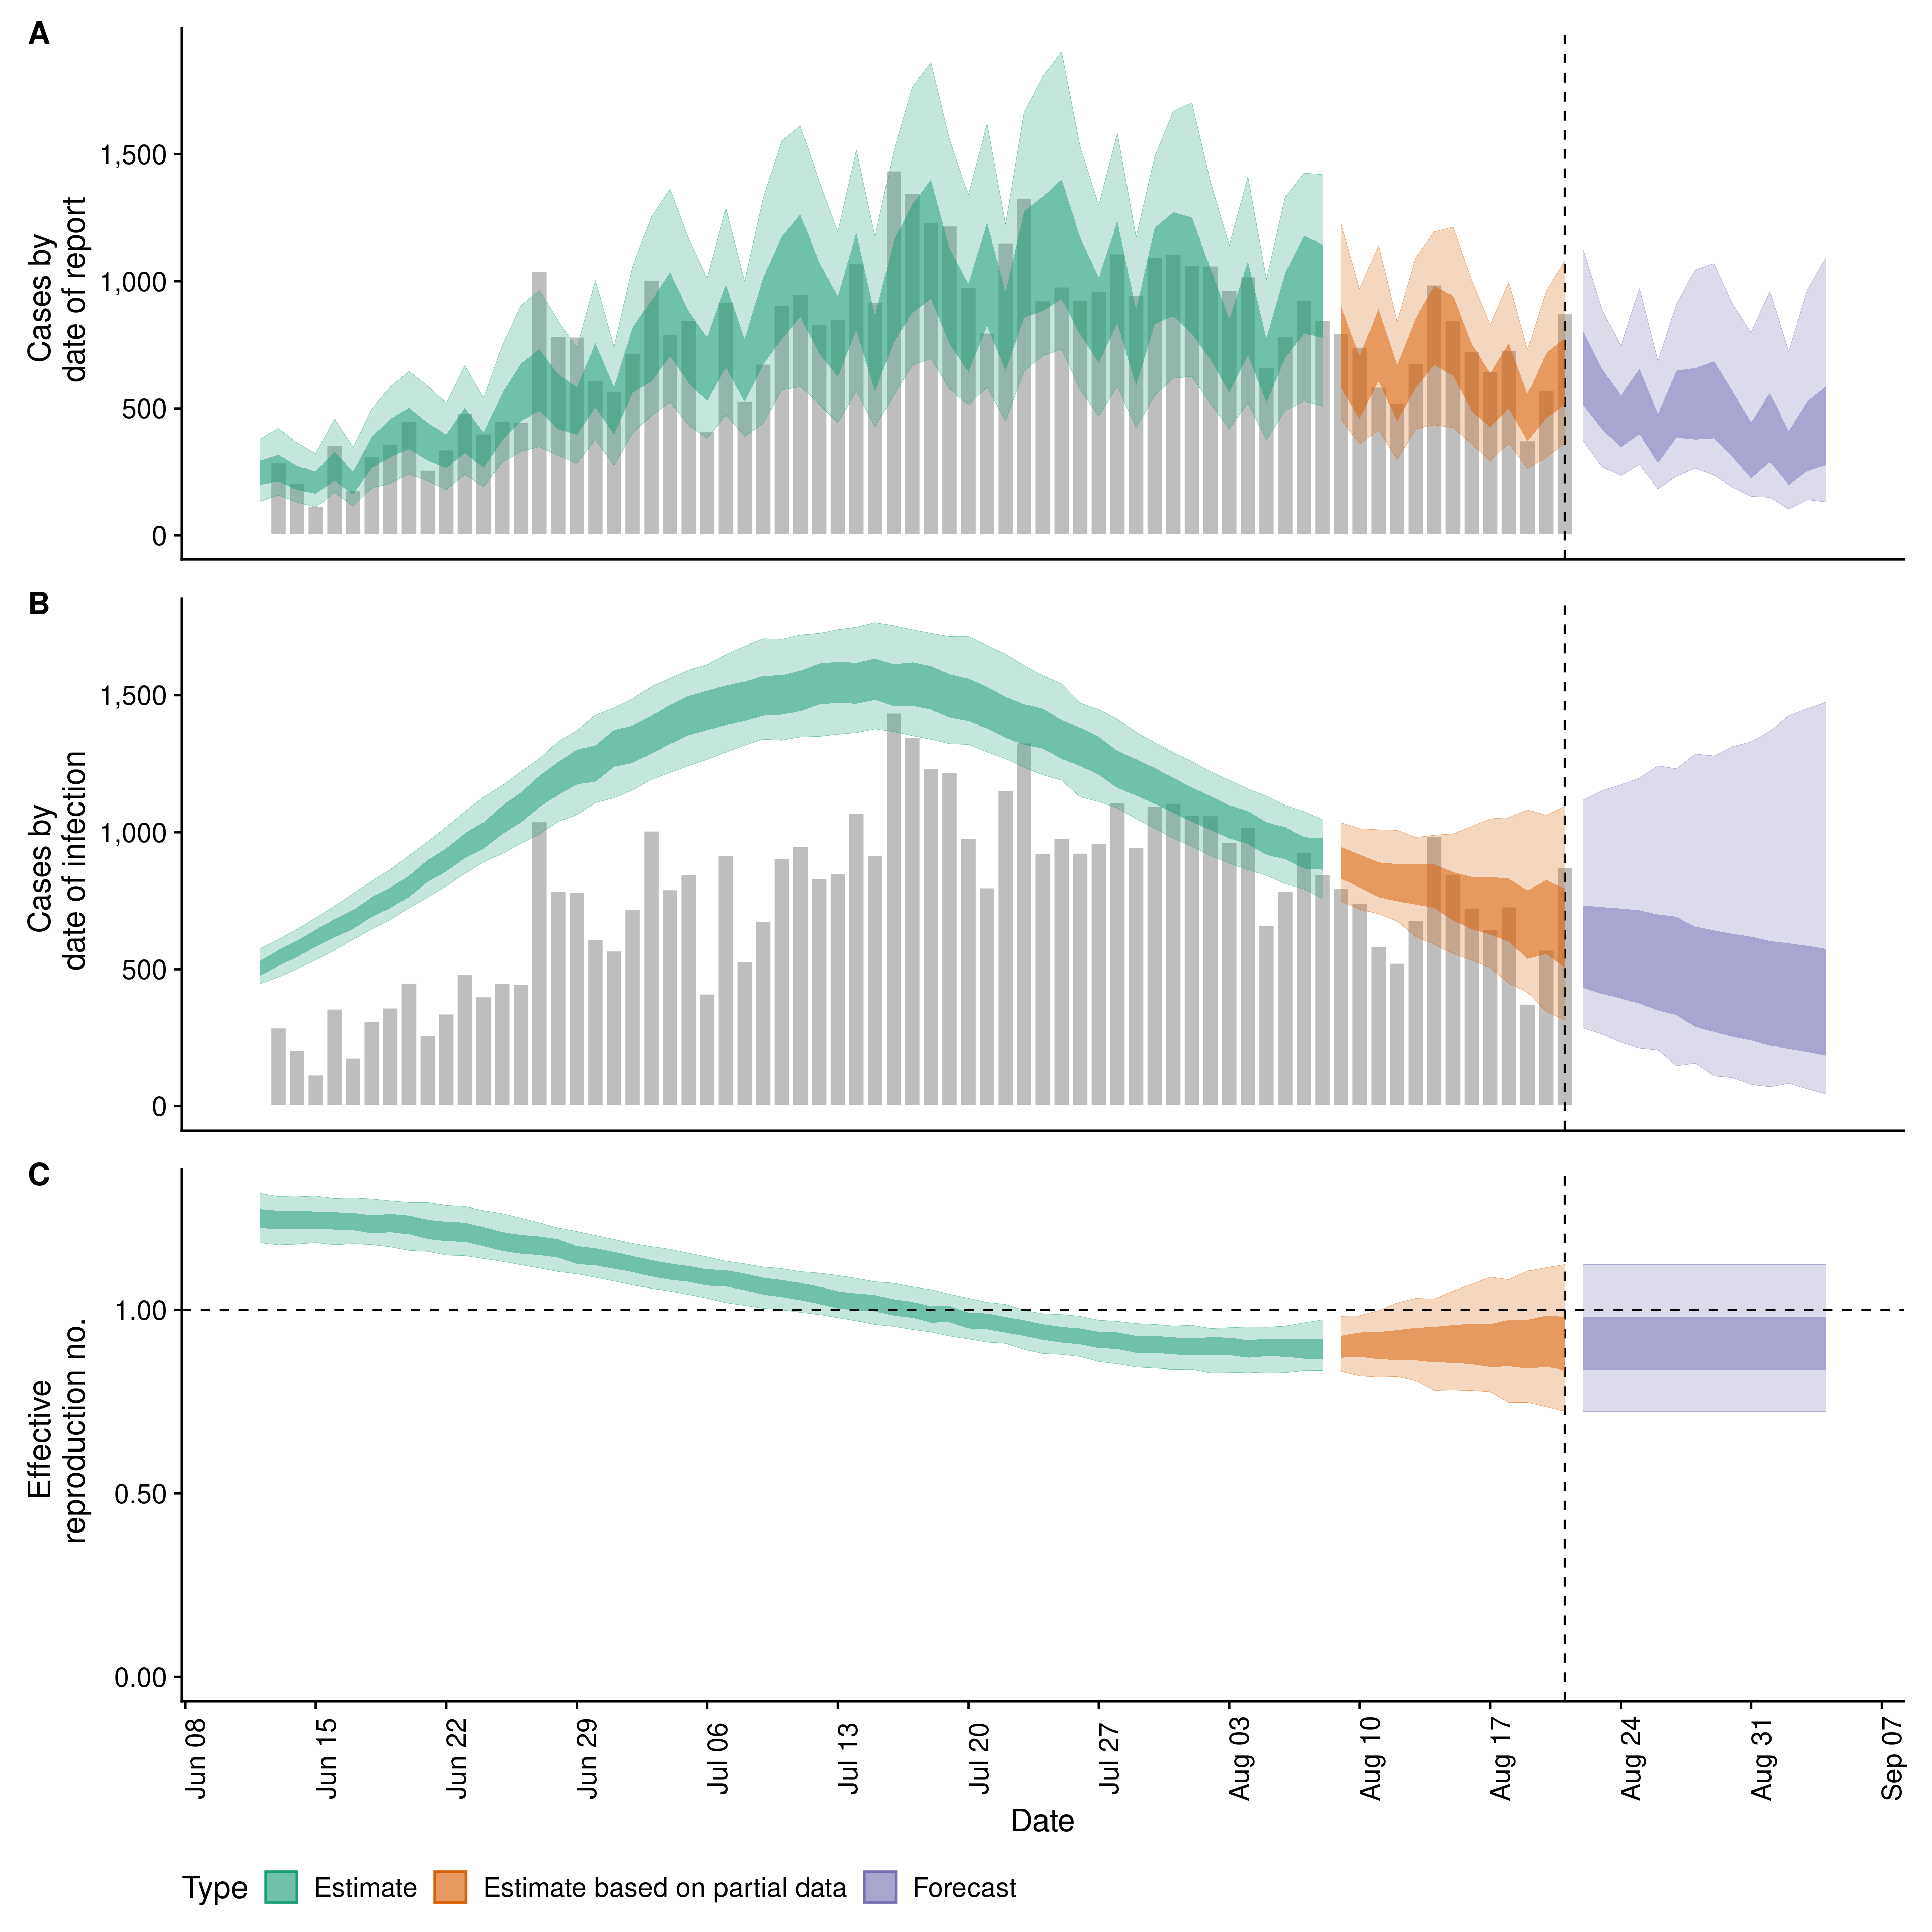 A
Cases by
date of report
1,500
1,000
500
0
B
Cases by
date of infection
1,500
1,000
500
0
C
Effective
reproduction no.
1.00
0.50
0.00
Jun 08
Jun 15
Jun 22
Jun 29
Jul 06
Jul 13
Jul 20
Jul 27
Aug 03
Aug 10
Aug 17
Aug 24
Aug 31
Sep 07
Date
Type Estimate Estimate based on partial data Forecast